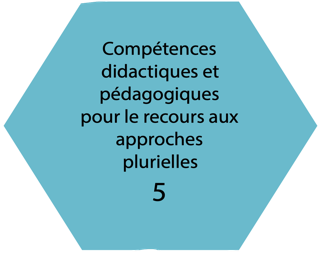 Compétences
didactiques et
pédagogiques
pour le recours aux
approches
plurielles
5